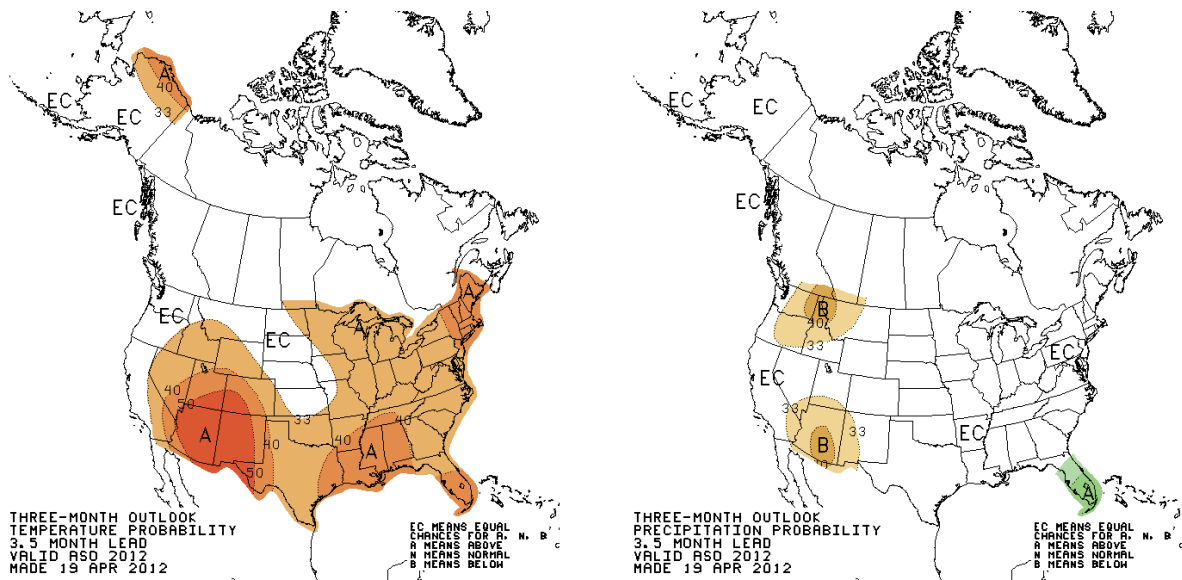 A
40
EC
EC
33
EC
EC
A
EC
A
40
50
33
A
40
40
A
40
50
THREE-MONTH OUTLOOK
TEMPERATURE PROBABILITY
3.5 MONTH LEAD
VALID ASO 2012
MADE 19 APR 2012
EC MEANS EQUAL
CHANCES FOR A, N, B
A MEANS ABOVE
N MEANS NORMAL
B MEANS BELOW
EC
EC
EC
B
40
33
EC
EC
33
33
EC
B
A
THREE-MONTH OUTLOOK
PRECIPITATION PROBABILITY
3.5 MONTH LEAD
VALID ASO 2012
MADE 19 APR 2012
EC MEANS EQUAL
CHANCES FOR A, N, B
A MEANS ABOVE
N MEANS NORMAL
B MEANS BELOW